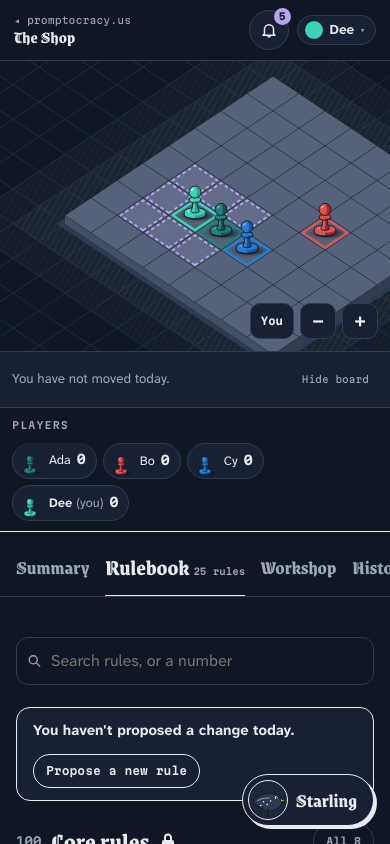 ◂ promptocracy.us
The Shop
5
Dee ▾
You
−
+
You have not moved today.
Hide board
PLAYERS
Ada 0
Bo 0
Cy 0
Dee (you) 0
Summary
Rulebook 25 rules
Workshop
Histo
Search rules, or a number
You haven't proposed a change today.
Propose a new rule
Starling
100 Core rules
All 8